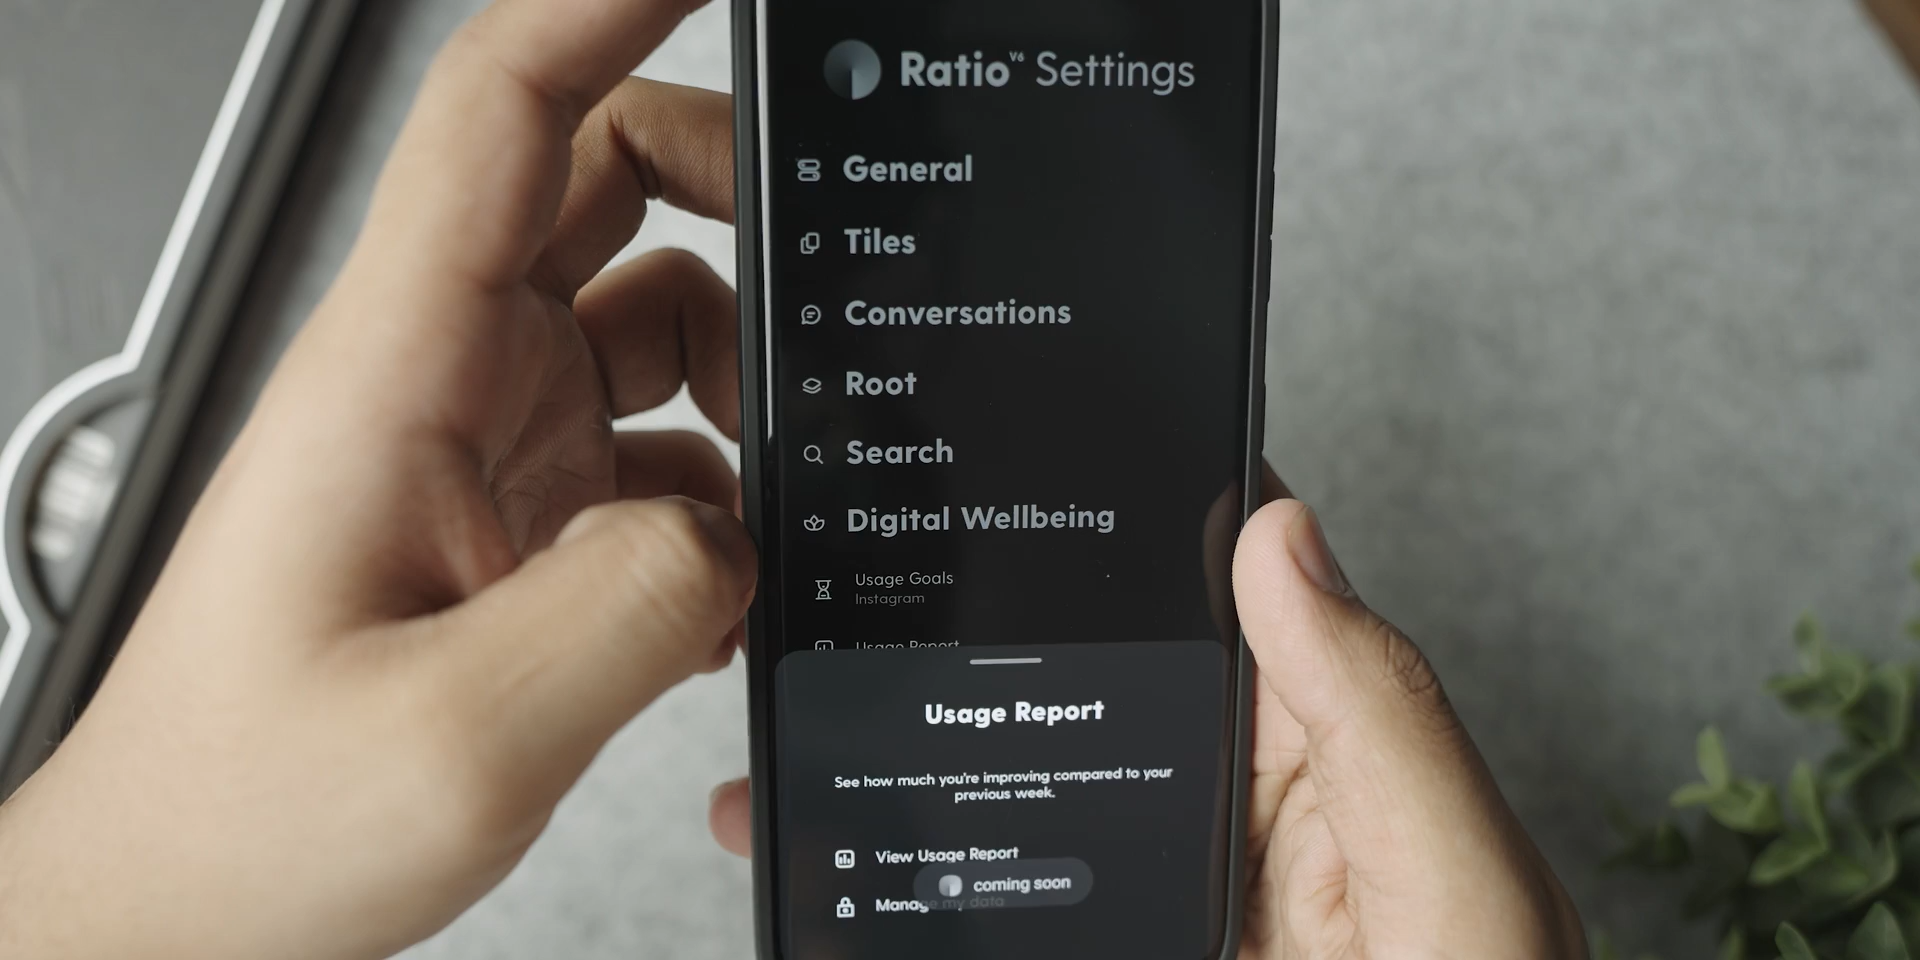 Ratio V6 Settings
General
Tiles
Conversations
Root
Search
Digital Wellbeing
Usage Goals
Instagram
Usage Report
Usage Report
See how much you're improving compared to your
previous week.
View Usage Report
coming soon
Manage my data